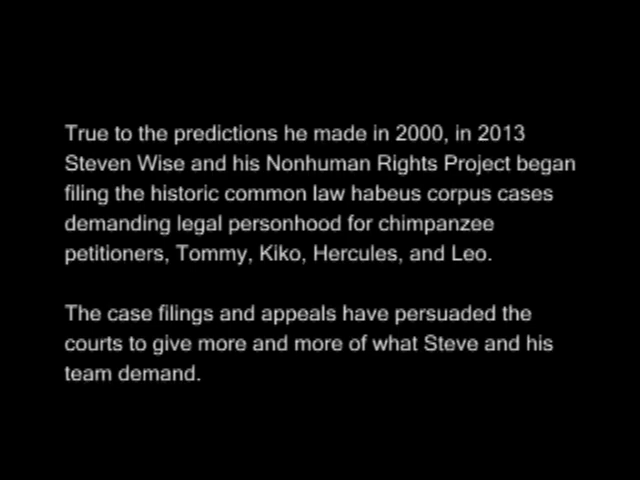 True to the predictions he made in 2000, in 2013
Steven Wise and his Nonhuman Rights Project began
filing the historic common law habeus corpus cases
demanding legal personhood for chimpanzee
petitioners, Tommy, Kiko, Hercules, and Leo.
The case filings and appeals have persuaded the
courts to give more and more of what Steve and his
team demand.